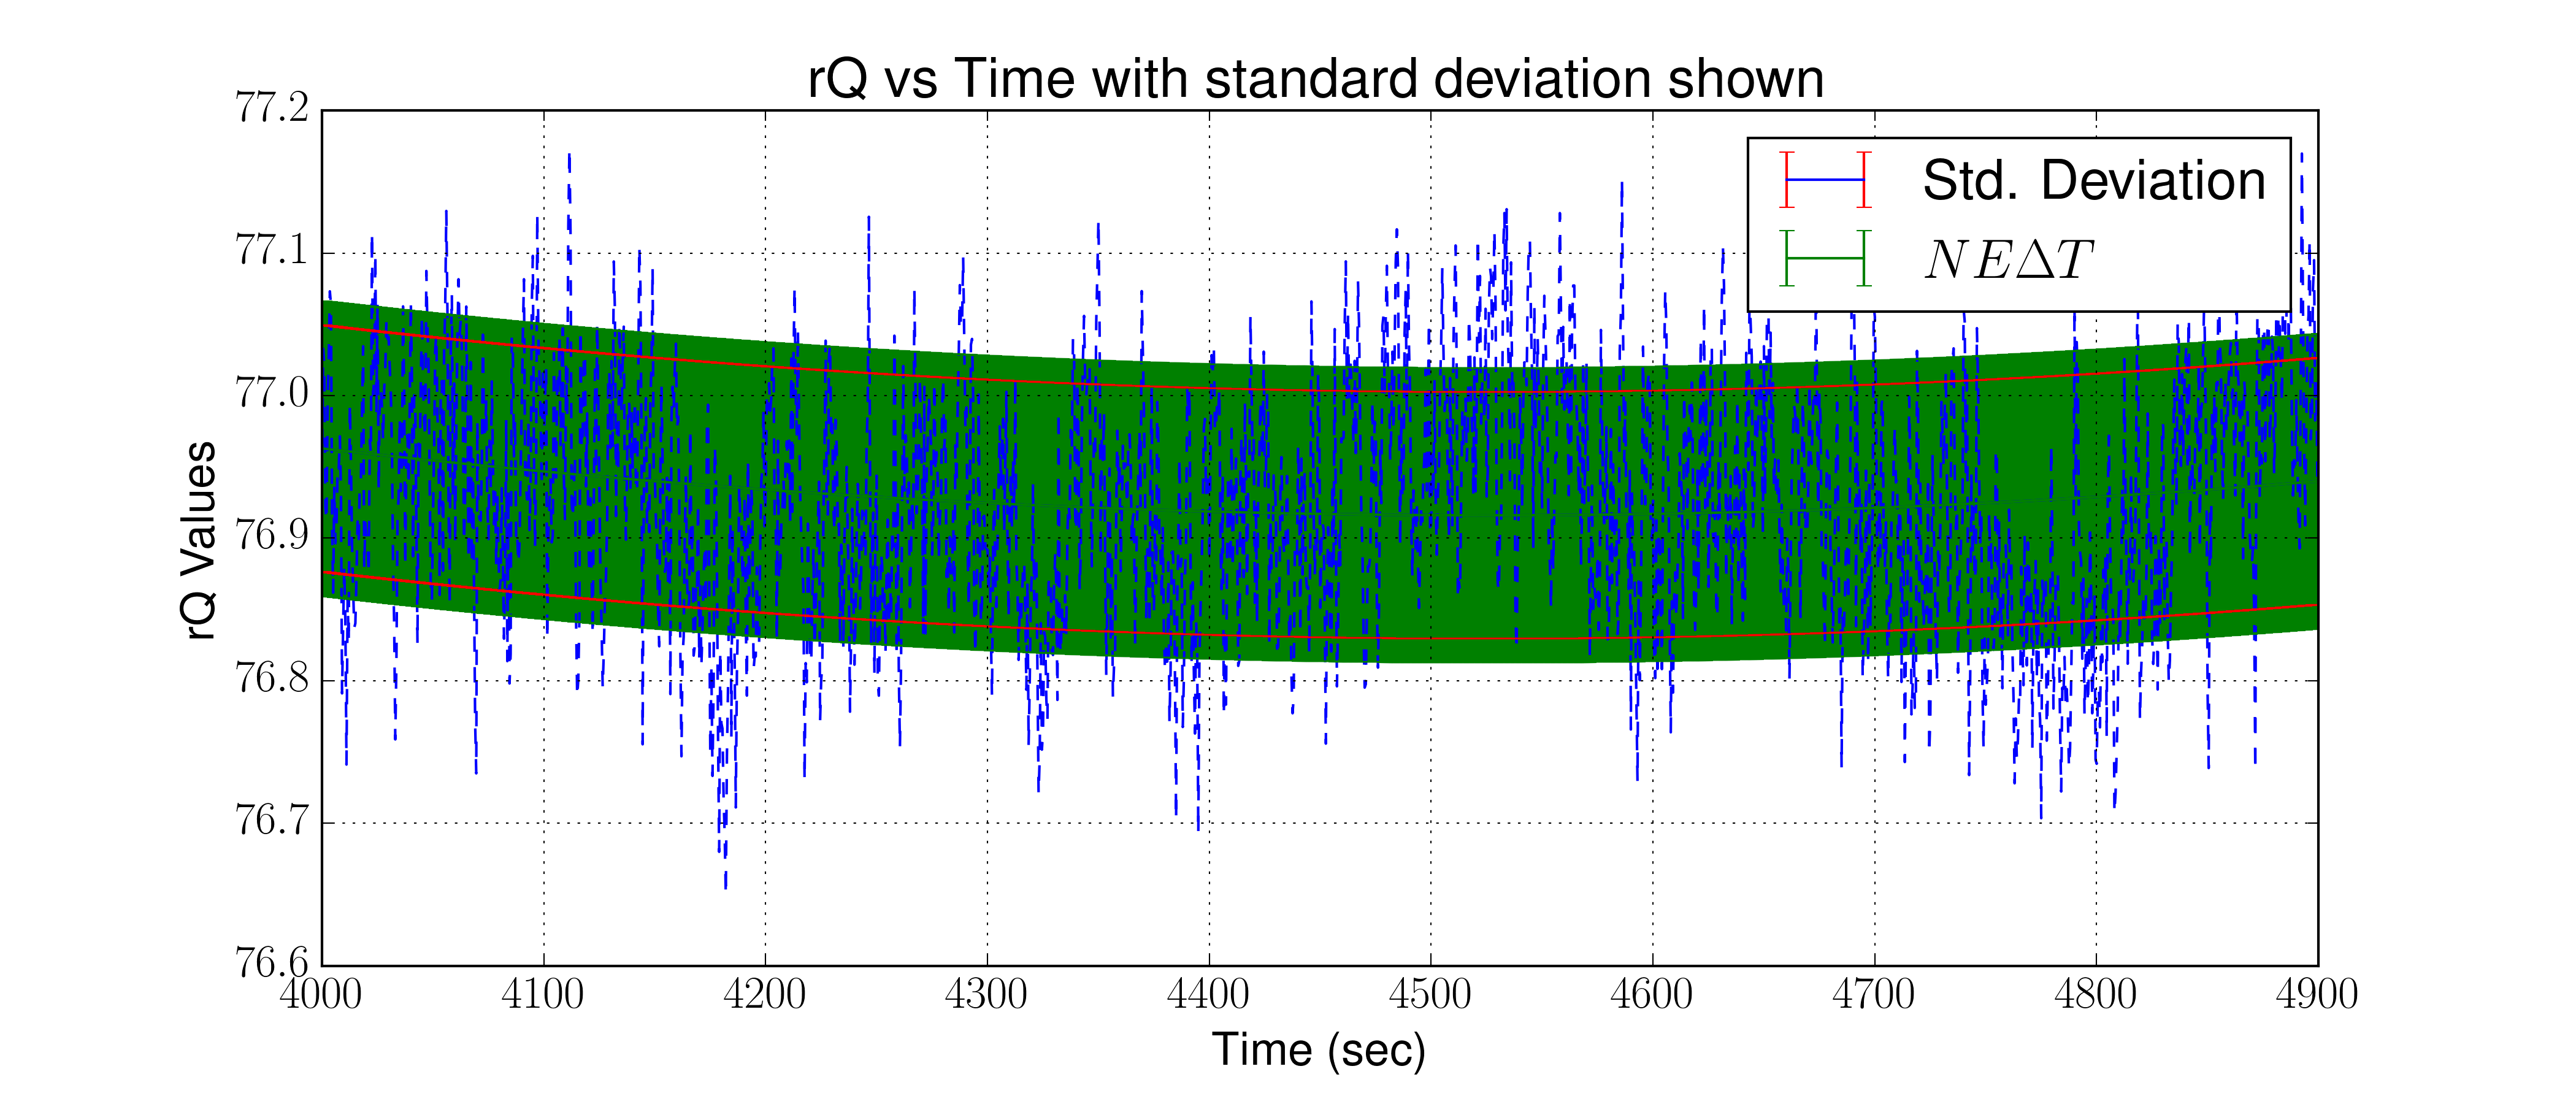 rQ vs Time with standard deviation shown
77.2
77.1
77.0
76.9
76.8
76.7
76.6
rQ Values
Std. Deviation
NEΔT
4000 4100 4200 4300 4400 4500 4600 4700 4800 4900
Time (sec)